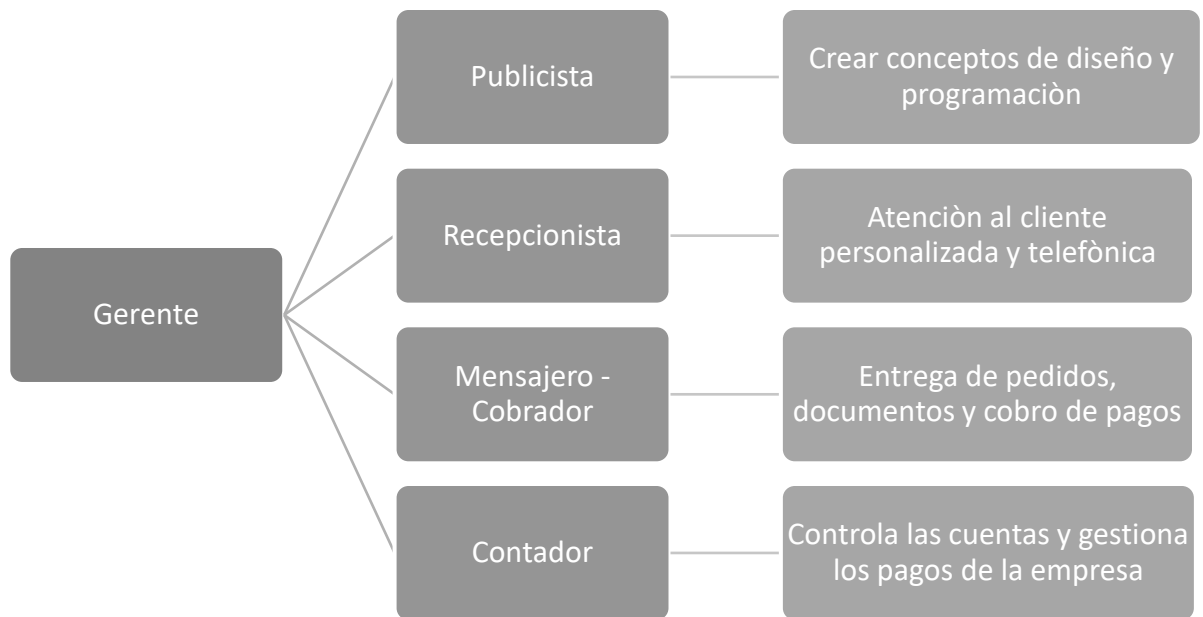 Publicista
Crear conceptos de diseño y
programaciòn
Recepcionista
Atenciòn al cliente
personalizada y telefònica
Gerente
Mensajero -
Cobrador
Entrega de pedidos,
documentos y cobro de pagos
Contador
Controla las cuentas y gestiona
los pagos de la empresa